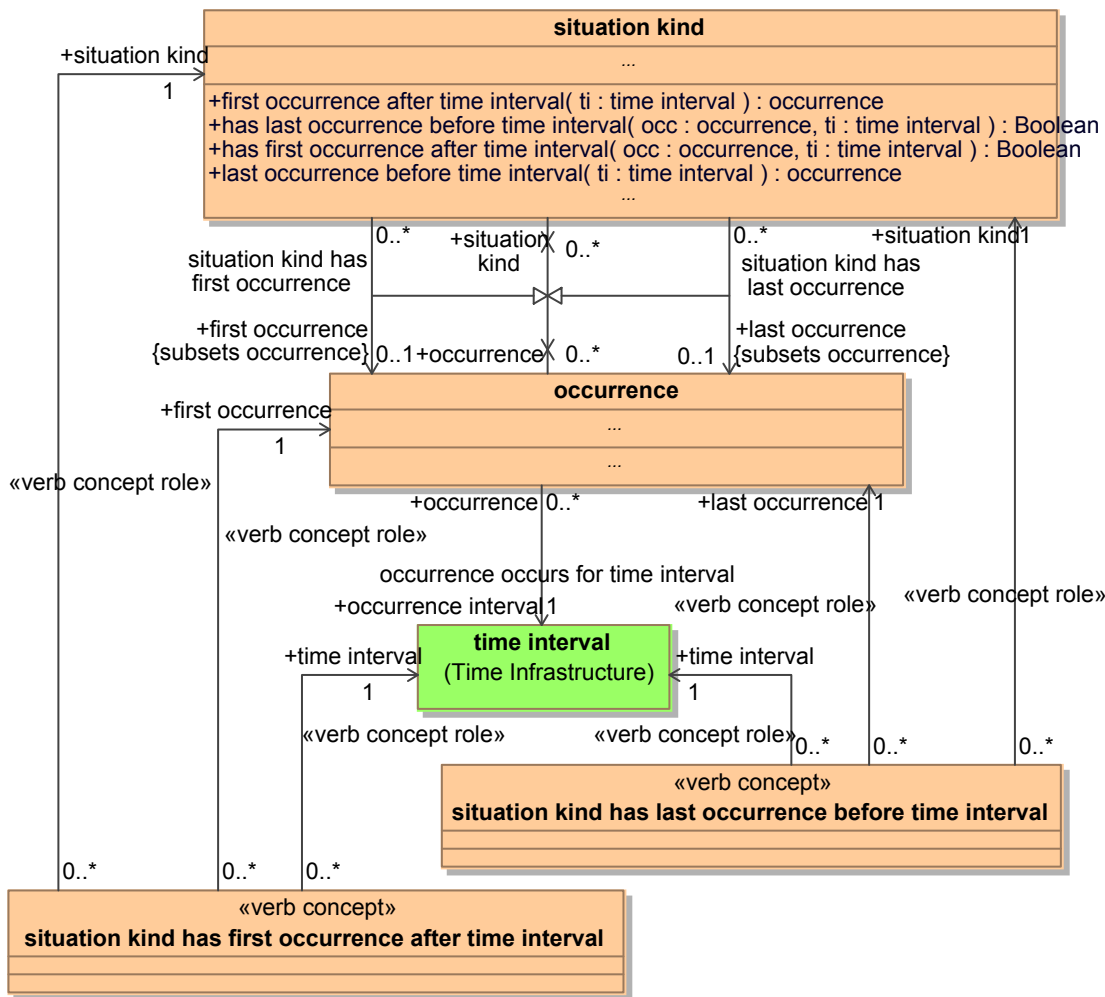 situation kind
...
+situation kind
1
+first occurrence after time interval( ti : time interval ) : occurrence
+has last occurrence before time interval( occ : occurrence, ti : time interval ) : Boolean
+has first occurrence after time interval( occ : occurrence, ti : time interval ) : Boolean
+last occurrence before time interval( ti : time interval ) : occurrence
...
0..*
+situation
kind
0..*
0..*
+situation kind
1
situation kind has
first occurrence
situation kind has
last occurrence
+first occurrence
{subsets occurrence}
0..1
+occurrence
0..*
0..1
+last occurrence
{subsets occurrence}
occurrence
...
...
+first occurrence
1
«verb concept role»
+occurrence
0..*
+last occurrence
1
«verb concept role»
occurrence occurs for time interval
«verb concept role»
+occurrence interval
1
«verb concept role»
time interval
(Time Infrastructure)
+time interval
1
+time interval
1
«verb concept role»
«verb concept role»
0..*
0..*
0..*
«verb concept»
situation kind has last occurrence before time interval
0..*
0..*
0..*
«verb concept»
situation kind has first occurrence after time interval